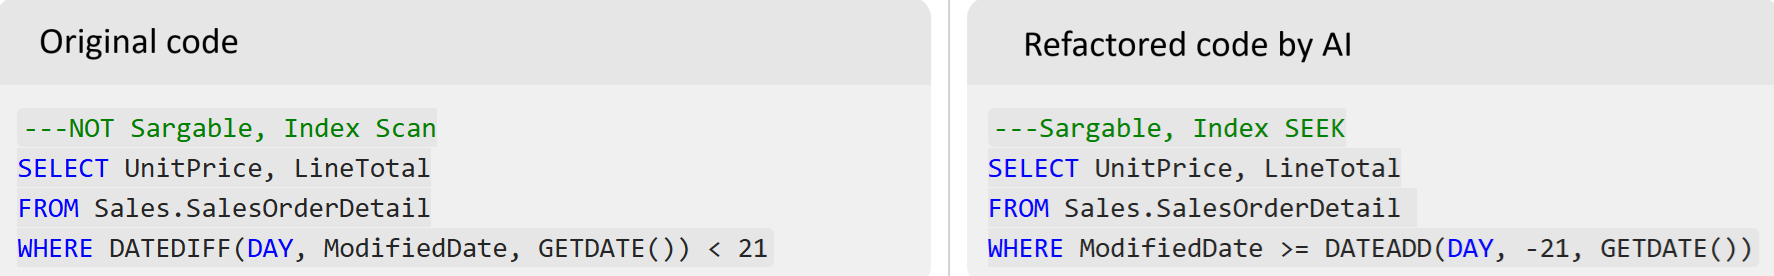 Original code
---NOT Sargable, Index Scan
SELECT UnitPrice, LineTotal
FROM Sales.SalesOrderDetail
WHERE DATEDIFF(DAY, ModifiedDate, GETDATE()) < 21
Refactored code by AI
---Sargable, Index SEEK
SELECT UnitPrice, LineTotal
FROM Sales.SalesOrderDetail
WHERE ModifiedDate >= DATEADD(DAY, -21, GETDATE())